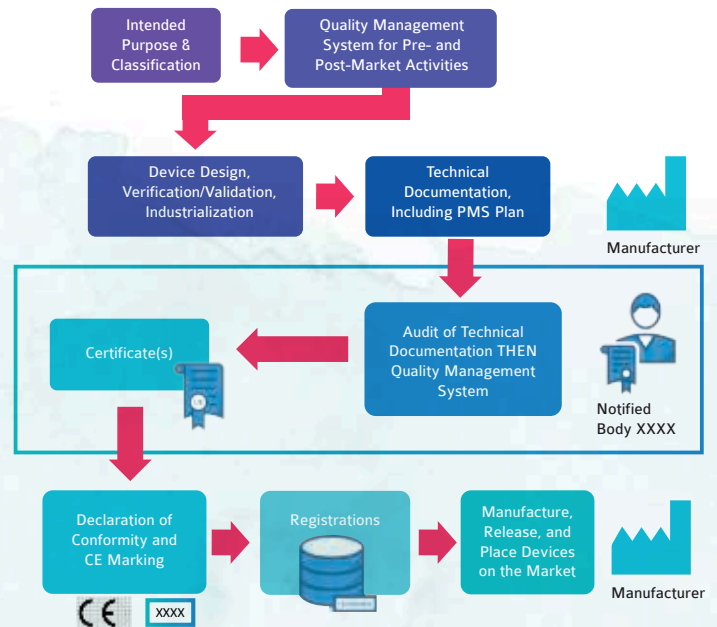 Intended
Purpose &
Classification
Quality Management
System for Pre- and
Post-Market Activities
Device Design,
Verification/Validation,
Industrialization
Technical
Documentation,
Including PMS Plan
Manufacturer
Certificate(s)
Audit of Technical
Documentation THEN
Quality Management
System
Notified
Body XXXX
Declaration of
Conformity and
CE Marking
Registrations
Manufacture,
Release, and
Place Devices
on the Market
Manufacturer
CE
XXXX